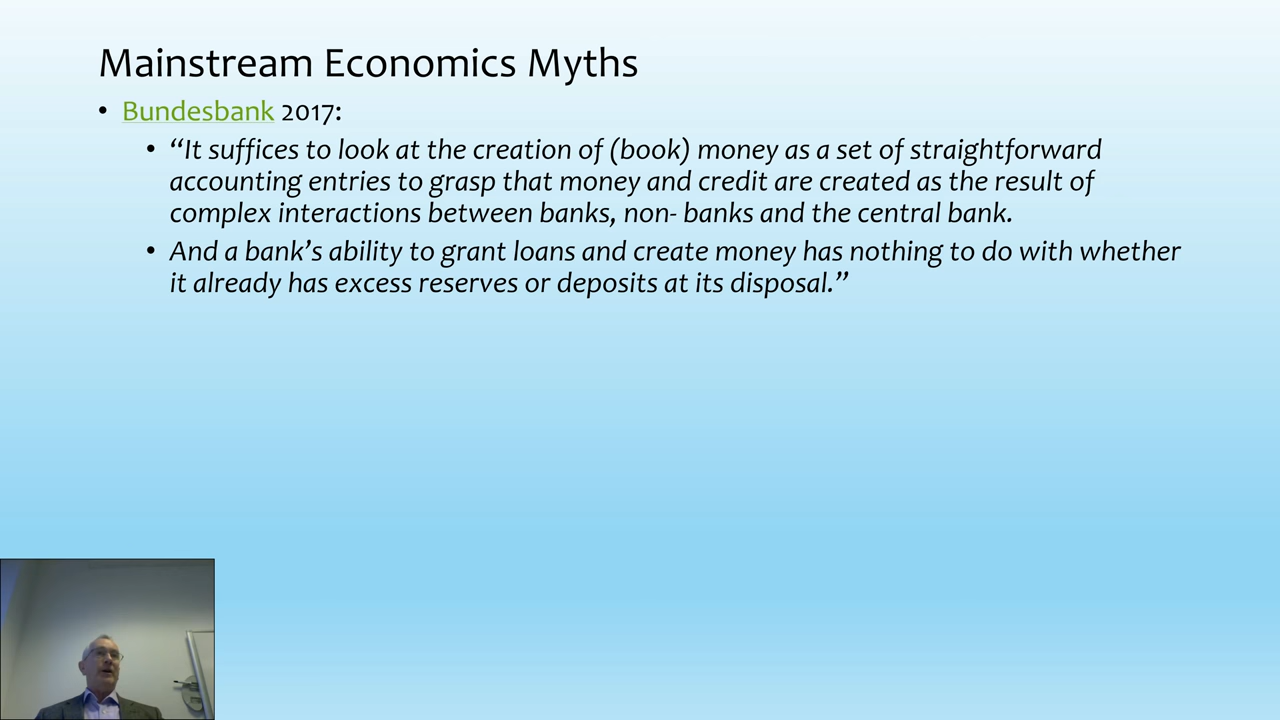 Mainstream Economics Myths
• Bundesbank 2017:
• “It suffices to look at the creation of (book) money as a set of straightforward
accounting entries to grasp that money and credit are created as the result of
complex interactions between banks, non- banks and the central bank.
• And a bank’s ability to grant loans and create money has nothing to do with whether
it already has excess reserves or deposits at its disposal.”